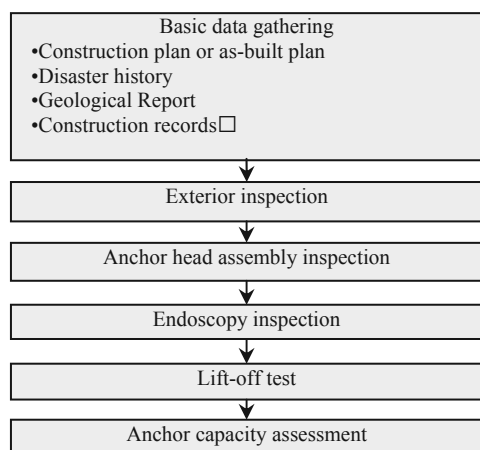 Basic data gathering
•Construction plan or as-built plan
•Disaster history
•Geological Report
•Construction records□
Exterior inspection
Anchor head assembly inspection
Endoscopy inspection
Lift-off test
Anchor capacity assessment